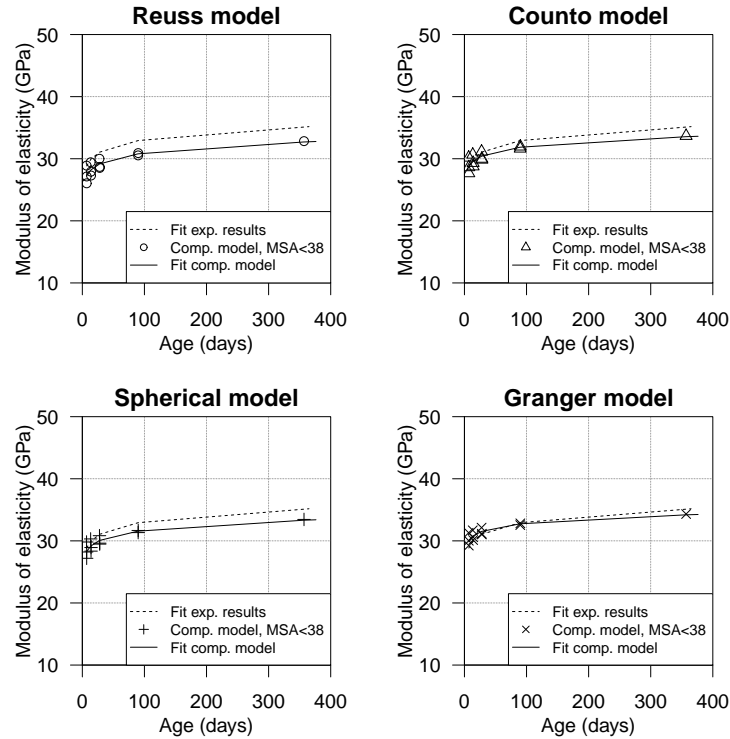 Reuss model
Modulus of elasticity (GPa)
50
40
30
20
10
Fit exp. results
Comp. model, MSA<38
Fit comp. model
0 100 200 300 400
Age (days)
Counto model
Modulus of elasticity (GPa)
50
40
30
20
10
Fit exp. results
Comp. model, MSA<38
Fit comp. model
0 100 200 300 400
Age (days)
Spherical model
Modulus of elasticity (GPa)
50
40
30
20
10
Fit exp. results
Comp. model, MSA<38
Fit comp. model
0 100 200 300 400
Age (days)
Granger model
Modulus of elasticity (GPa)
50
40
30
20
10
Fit exp. results
Comp. model, MSA<38
Fit comp. model
0 100 200 300 400
Age (days)